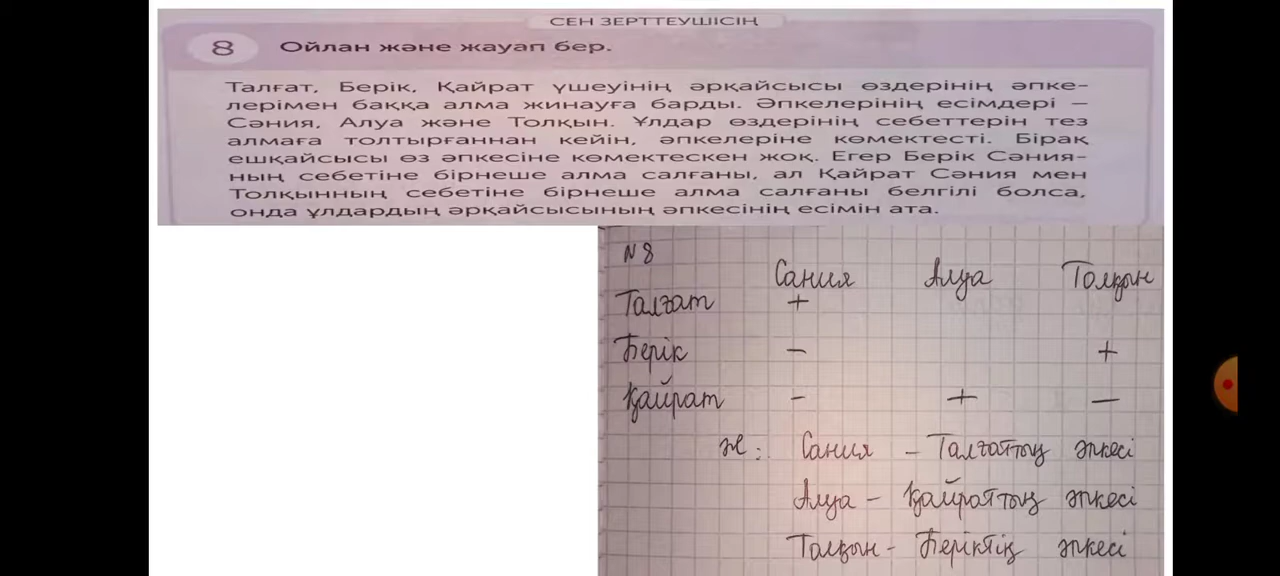 СЕН ЗЕРТТЕУШІСІҢ
8 Ойлан және жауап бер.
Талғат, Берік, Қайрат үшеуінің әрқайсысы өздерінің әпке-
лерімен баққа алма жинауға барды. Әпкелерінің есімдері –
Сәния, Алуа және Толқын. Ұлдар өздерінің себеттерін тез
алмаға толтырғаннан кейін, әпкелеріне көмектесті. Бірақ
ешқайсысы өз әпкесіне көмектескен жоқ. Егер Берік Сәния-
ның себетіне бірнеше алма салғаны, ал Қайрат Сәния мен
Толқынның себетіне бірнеше алма салғаны белгілі болса,
онда ұлдардың әрқайсысының әпкесінің есімін ата.
N 8
Сания Алуа Толқын
Талғат +
Берік – +
Қайрат – + –
Ж: Сания – Талғаттың әпкесі
Алуа – Қайраттың әпкесі
Толқын – Беріктің әпкесі